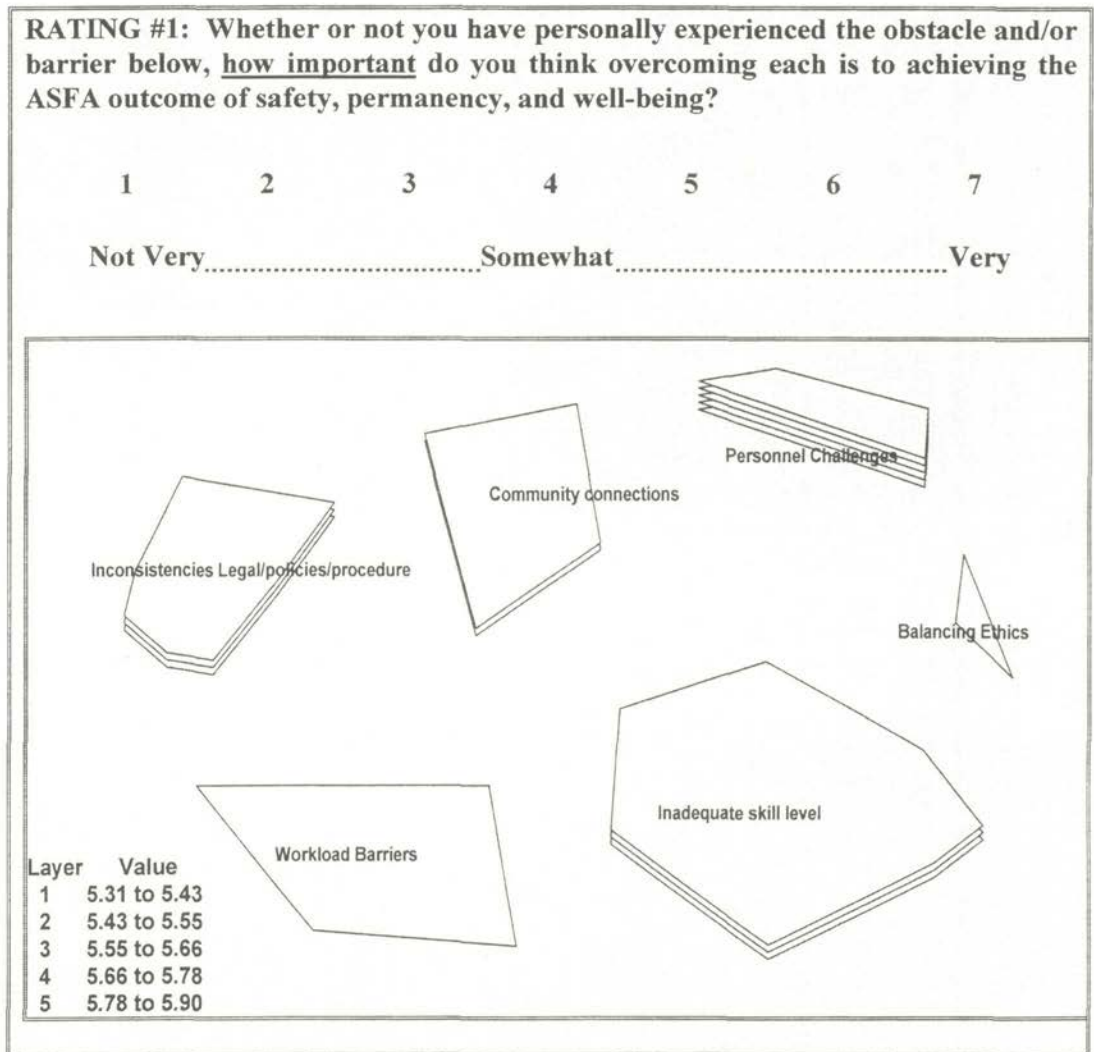 RATING #1: Whether or not you have personally experienced the obstacle and/or
barrier below, how important do you think overcoming each is to achieving the
ASFA outcome of safety, permanency, and well-being?
1 2 3 4 5 6 7
Not Very..............................Somewhat....................................Very
Personnel Challenges
Community connections
Inconsistencies Legal/policies/procedure
Balancing Ethics
Inadequate skill level
Workload Barriers
Layer Value
1 5.31 to 5.43
2 5.43 to 5.55
3 5.55 to 5.66
4 5.66 to 5.78
5 5.78 to 5.90